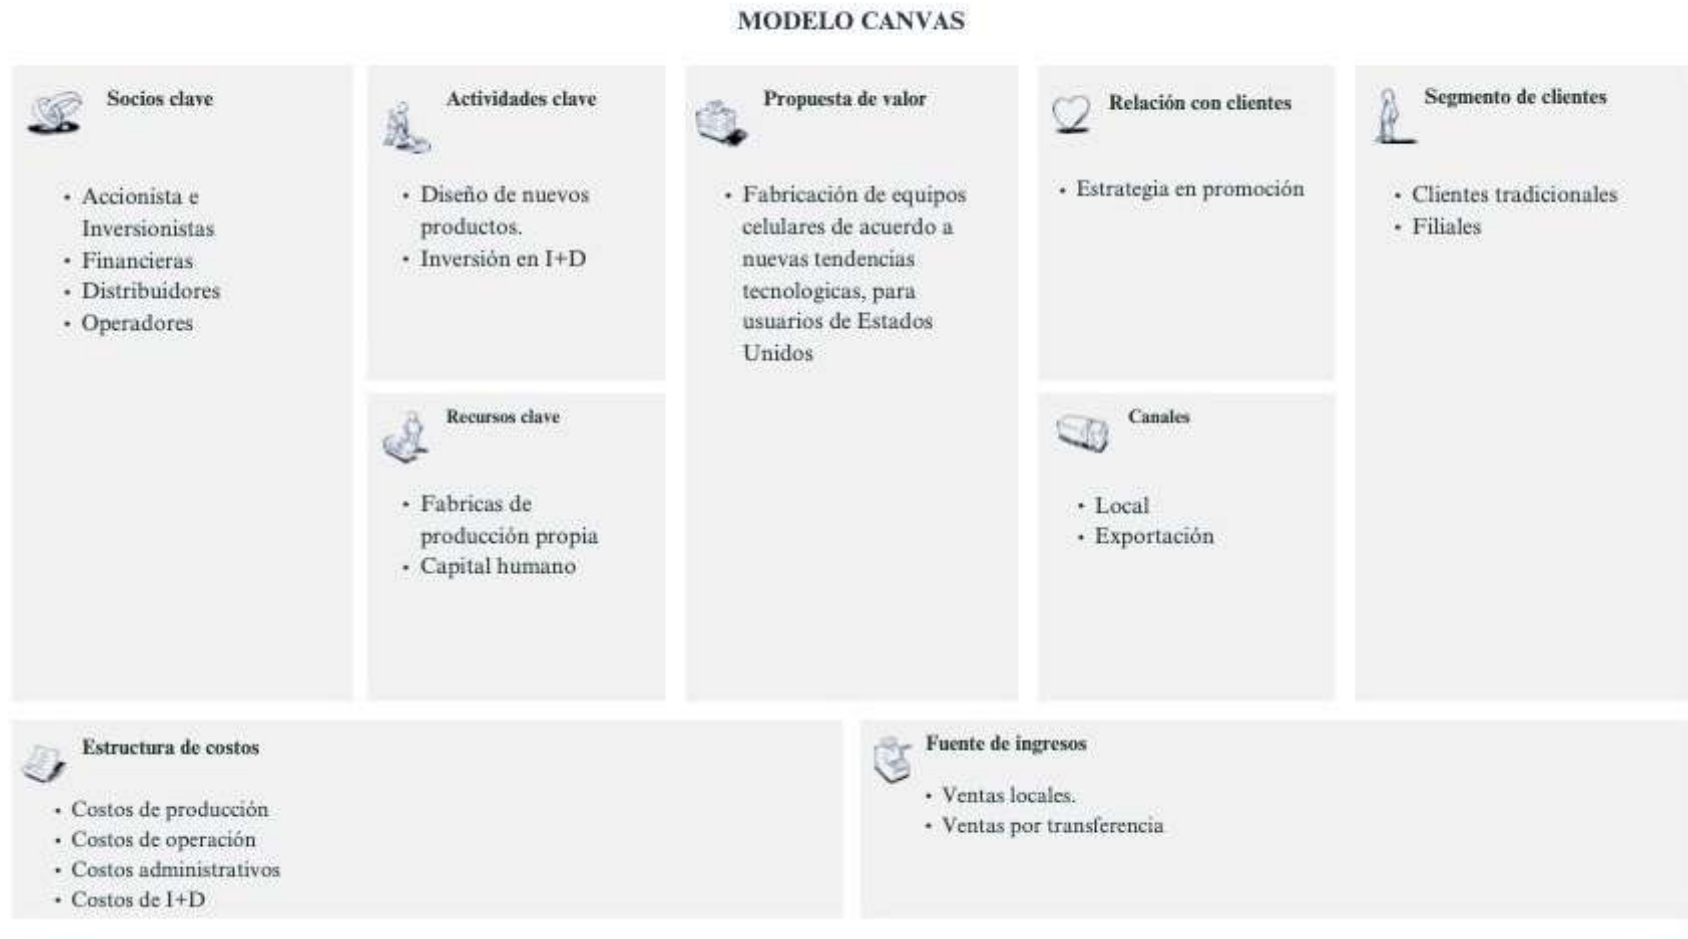 MODELO CANVAS
Socios clave
• Accionista e
Inversionistas
• Financieras
• Distribuidores
• Operadores
Actividades clave
• Diseño de nuevos
productos.
• Inversión en I+D
Recursos clave
• Fabricas de
producción propia
• Capital humano
Propuesta de valor
• Fabricación de equipos
celulares de acuerdo a
nuevas tendencias
tecnologicas, para
usuarios de Estados
Unidos
Relación con clientes
• Estrategia en promoción
Canales
• Local
• Exportación
Segmento de clientes
• Clientes tradicionales
• Filiales
Estructura de costos
• Costos de producción
• Costos de operación
• Costos administrativos
• Costos de I+D
Fuente de ingresos
• Ventas locales.
• Ventas por transferencia